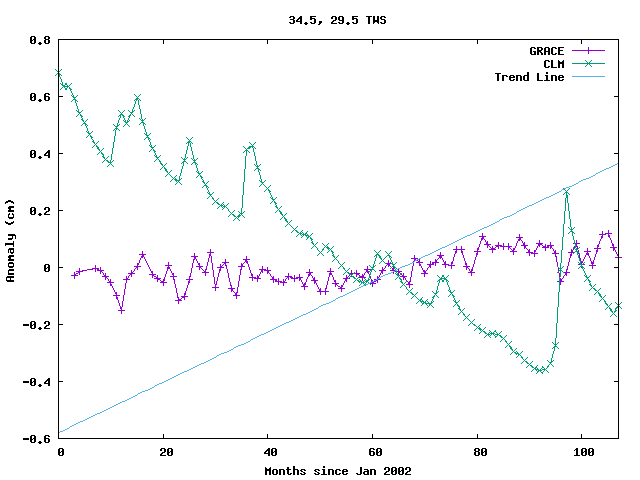 34.5, 29.5 TWS
GRACE
CLM
Trend Line
0.8
0.6
0.4
0.2
0
-0.2
-0.4
-0.6
Anomaly (cm)
0 20 40 60 80 100
Months since Jan 2002